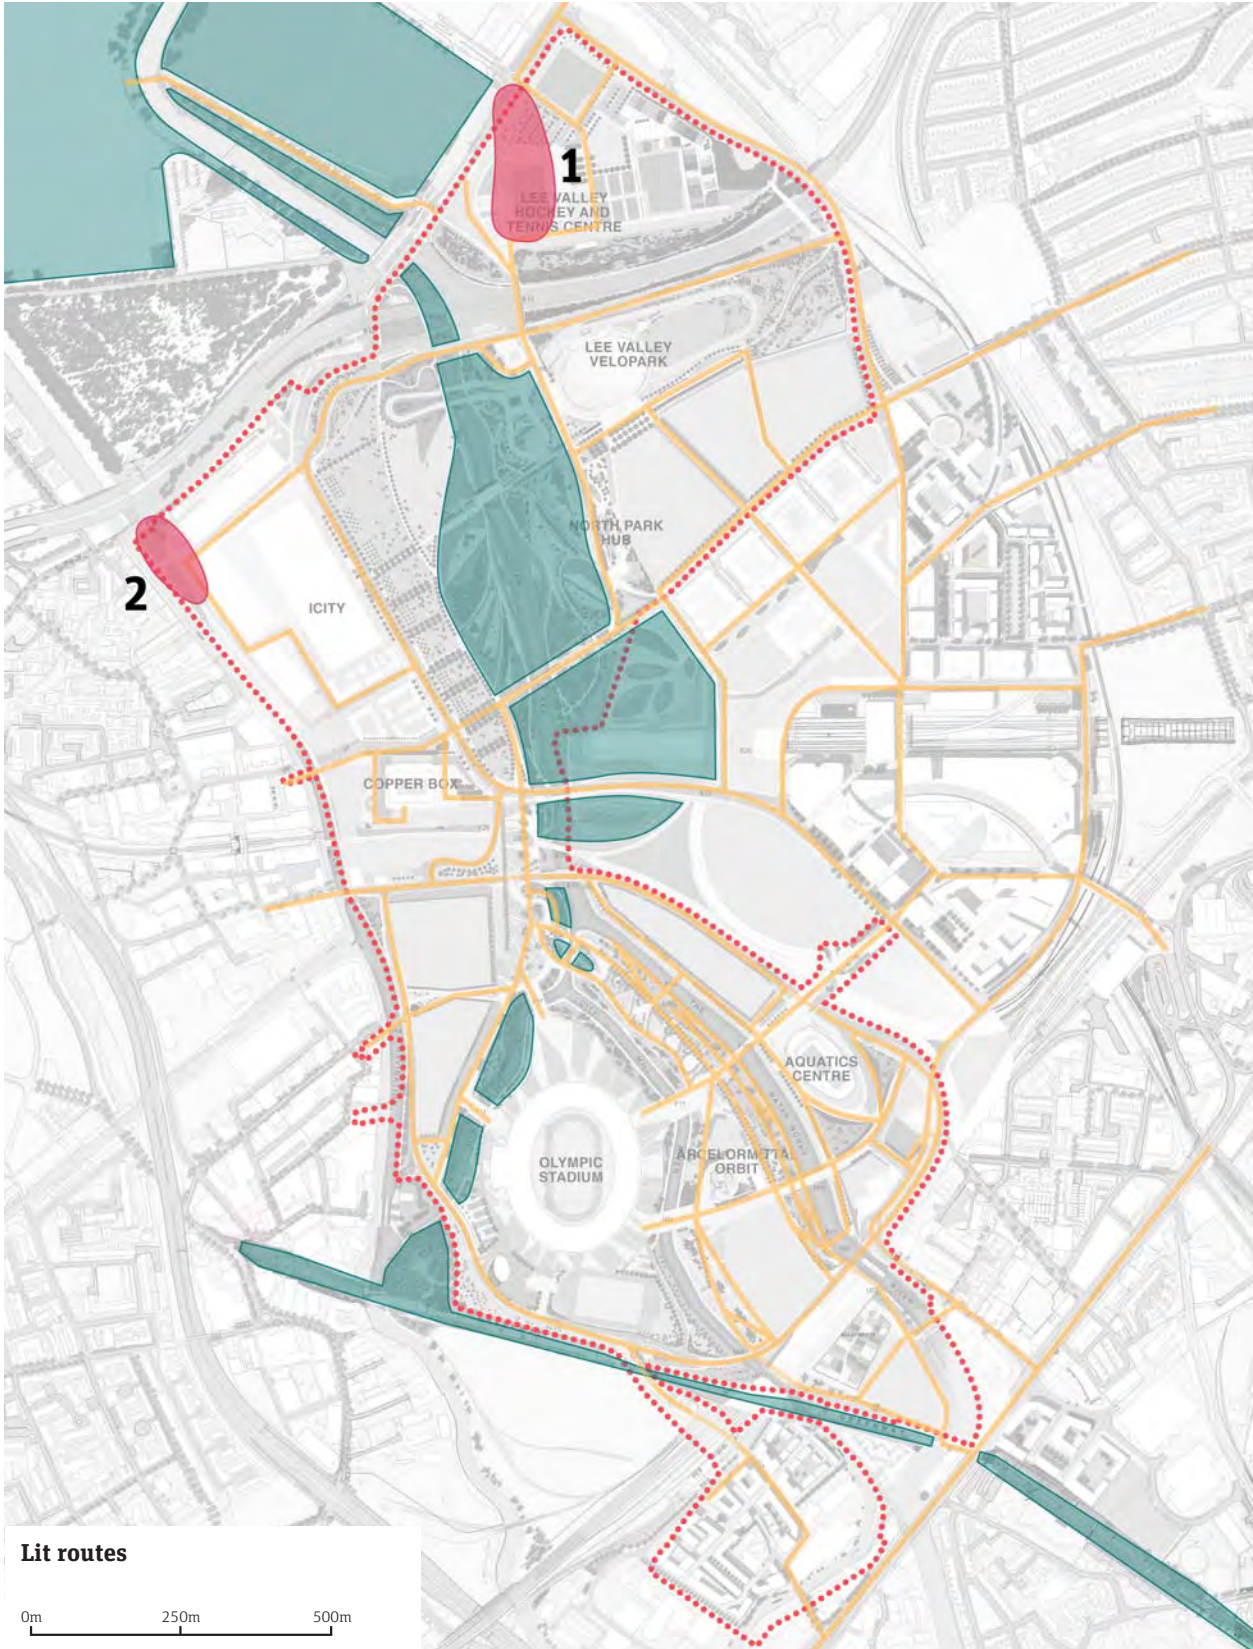 1
LEE VALLEY
HOCKEY AND
TENNIS CENTRE
LEE VALLEY
VELOPARK
NORTH PARK
HUB
2
ICITY
COPPER BOX
AQUATICS
CENTRE
OLYMPIC
STADIUM
ARCELORMITTAL
ORBIT
Lit routes
0m 250m 500m